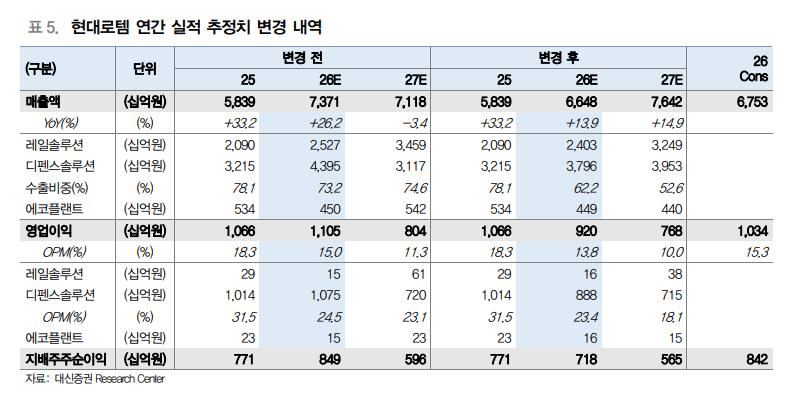 표 5. 현대로템 연간 실적 추정치 변경 내역
(구분) 단위 변경 전 변경 후 26 Cons
25 26E 27E 25 26E 27E
매출액 (십억원) 5,839 7,371 7,118 5,839 6,648 7,642 6,753
YoY(%) (%) +33.2 +26.2 -3.4 +33.2 +13.9 +14.9
레일솔루션 (십억원) 2,090 2,527 3,459 2,090 2,403 3,249
디펜스솔루션 (십억원) 3,215 4,395 3,117 3,215 3,796 3,953
수출비중(%) (%) 78.1 73.2 74.6 78.1 62.2 52.6
에코플랜트 (십억원) 534 450 542 534 449 440
영업이익 (십억원) 1,066 1,105 804 1,066 920 768 1,034
OPM(%) (%) 18.3 15.0 11.3 18.3 13.8 10.0 15.3
레일솔루션 (십억원) 29 15 61 29 16 38
디펜스솔루션 (십억원) 1,014 1,075 720 1,014 888 715
OPM(%) (%) 31.5 24.5 23.1 31.5 23.4 18.1
에코플랜트 (십억원) 23 15 23 23 16 15
지배주주순이익 (십억원) 771 849 596 771 718 565 842
자료: 대신증권 Research Center